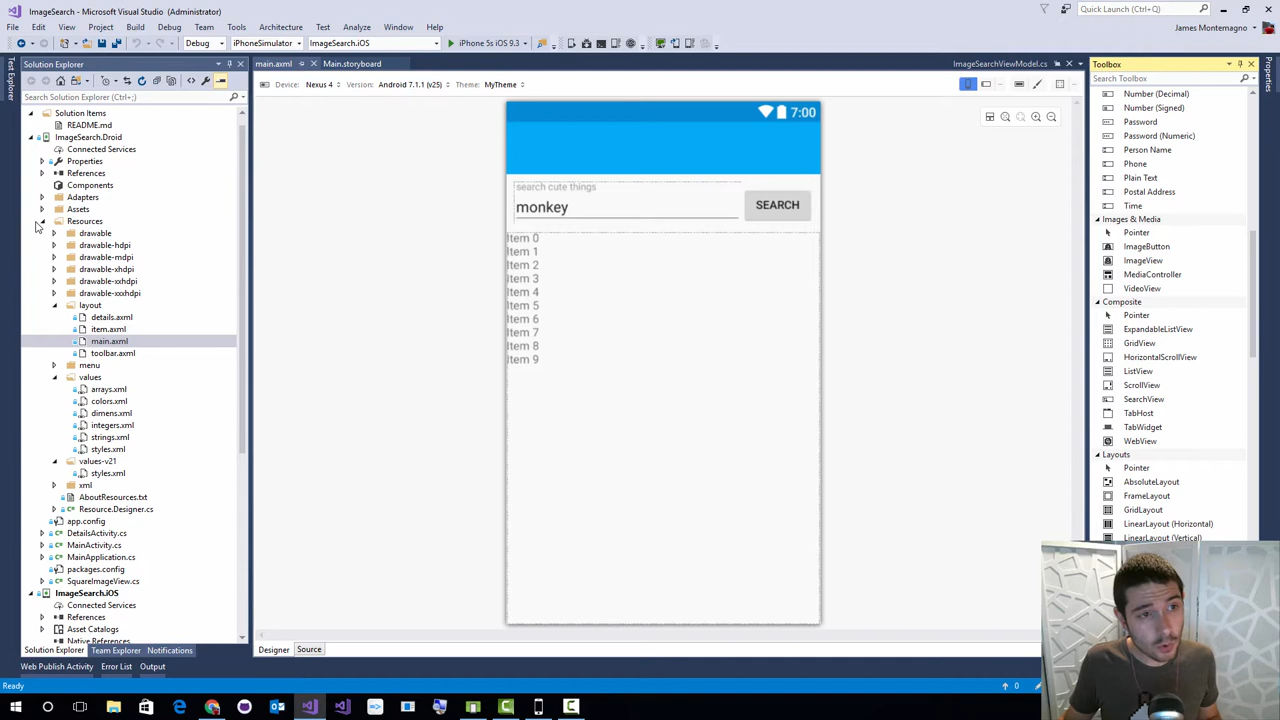 ImageSearch - Microsoft Visual Studio (Administrator)
Quick Launch (Ctrl+Q)
File Edit View Project Build Debug Team Tools Architecture Test Analyze Window Help
James Montemagno
Debug iPhoneSimulator ImageSearch.iOS iPhone 5s iOS 9.3
Test Explorer
Solution Explorer
main.axml Main.storyboard
ImageSearchViewModel.cs
Toolbox
Properties
Search Solution Explorer (Ctrl+;)
Device: Nexus 4 Version: Android 7.1.1 (v25) Theme: MyTheme
Search Toolbox
Solution Items
README.md
ImageSearch.Droid
Connected Services
Properties
References
Components
Adapters
Assets
Resources
drawable
drawable-hdpi
drawable-mdpi
drawable-xhdpi
drawable-xxhdpi
drawable-xxxhdpi
layout
details.axml
item.axml
main.axml
toolbar.axml
menu
values
arrays.xml
colors.xml
dimens.xml
integers.xml
strings.xml
styles.xml
values-v21
styles.xml
xml
AboutResources.txt
Resource.Designer.cs
app.config
DetailsActivity.cs
MainActivity.cs
MainApplication.cs
packages.config
SquareImageView.cs
ImageSearch.iOS
Connected Services
References
Asset Catalogs
Native References
7:00
search cute things
monkey
SEARCH
Item 0
Item 1
Item 2
Item 3
Item 4
Item 5
Item 6
Item 7
Item 8
Item 9
Number (Decimal)
Number (Signed)
Password
Password (Numeric)
Person Name
Phone
Plain Text
Postal Address
Time
Images & Media
Pointer
ImageButton
ImageView
MediaController
VideoView
Composite
Pointer
ExpandableListView
GridView
HorizontalScrollView
ListView
ScrollView
SearchView
TabHost
TabWidget
WebView
Layouts
Pointer
AbsoluteLayout
FrameLayout
GridLayout
LinearLayout (Horizontal)
LinearLayout (Vertical)
Solution Explorer Team Explorer Notifications
Designer Source
Web Publish Activity Error List Output
Ready
0